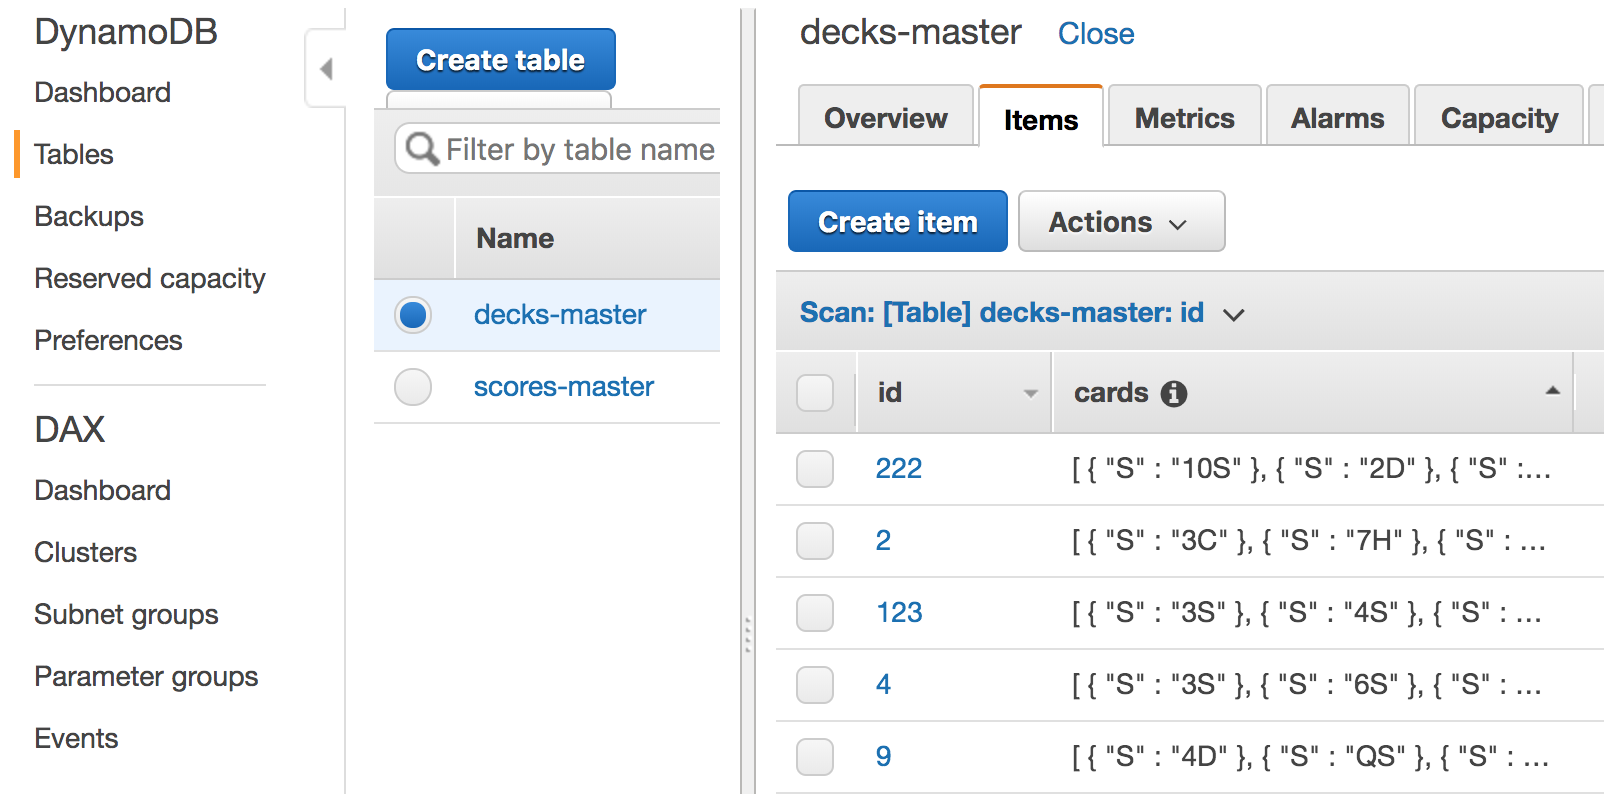 DynamoDB
Dashboard
Tables
Backups
Reserved capacity
Preferences
DAX
Dashboard
Clusters
Subnet groups
Parameter groups
Events
Create table
Filter by table name
Name
decks-master
scores-master
decks-master Close
Overview Items Metrics Alarms Capacity
Create item Actions
Scan: [Table] decks-master: id
id cards
222 [ { "S" : "10S" }, { "S" : "2D" }, { "S" :...
2 [ { "S" : "3C" }, { "S" : "7H" }, { "S" : ...
123 [ { "S" : "3S" }, { "S" : "4S" }, { "S" : ...
4 [ { "S" : "3S" }, { "S" : "6S" }, { "S" : ...
9 [ { "S" : "4D" }, { "S" : "QS" }, { "S" : ...